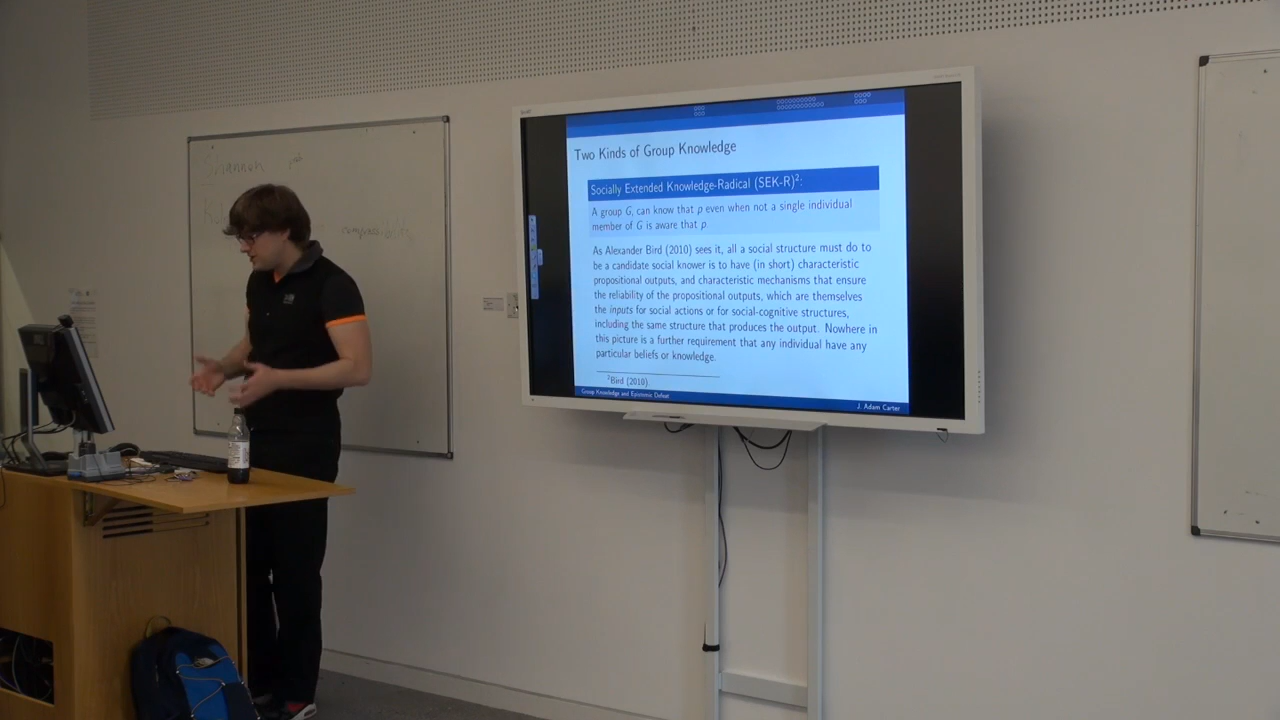 Shannon
Two Kinds of Group Knowledge
Socially Extended Knowledge-Radical (SEK-R)²:
A group G, can know that p even when not a single individual
member of G is aware that p.
As Alexander Bird (2010) sees it, all a social structure must do to
be a candidate social knower is to have (in short) characteristic
propositional outputs, and characteristic mechanisms that ensure
the reliability of the propositional outputs, which are themselves
the inputs for social actions or for social-cognitive structures,
including the same structure that produces the output. Nowhere in
this picture is a further requirement that any individual have any
particular beliefs or knowledge.
²Bird (2010).
Group Knowledge and Epistemic Defeat
J. Adam Carter